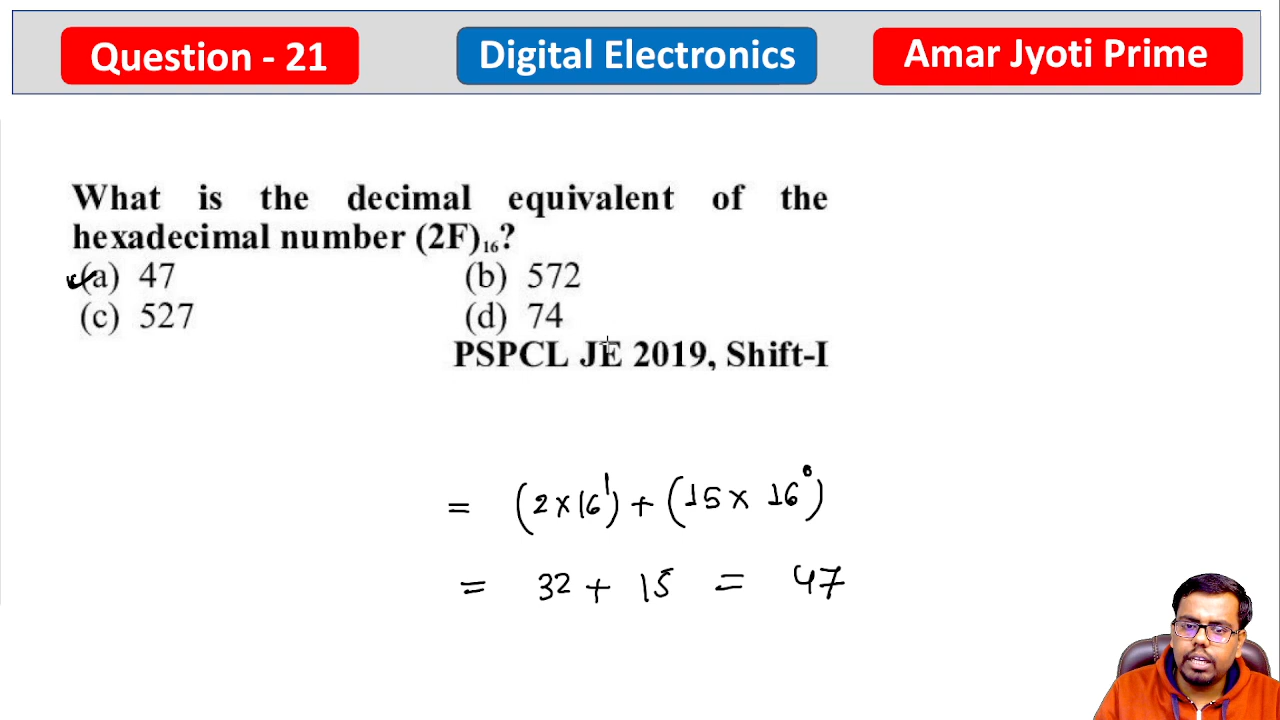 Question - 21
Digital Electronics
Amar Jyoti Prime
What is the decimal equivalent of the
hexadecimal number (2F)₁₆?
(a) 47 (b) 572
(c) 527 (d) 74
PSPCL JE 2019, Shift-I
= (2 × 16¹) + (15 × 16⁰)
= 32 + 15 = 47